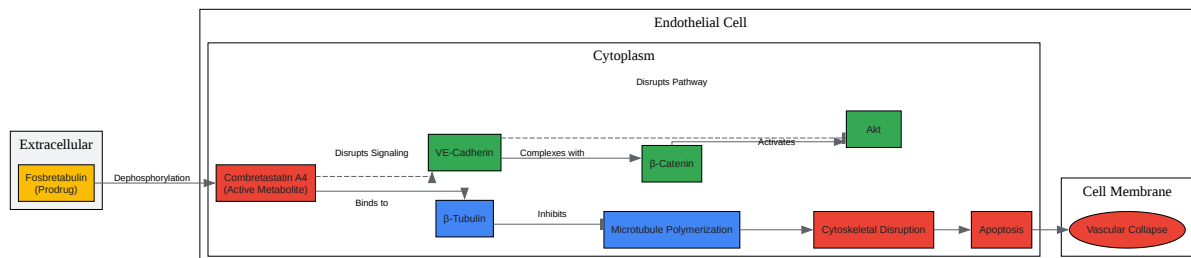 Endothelial Cell
Cytoplasm
Disrupts Pathway
Extracellular
Fosbretabulin
(Prodrug)
Dephosphorylation
Combretastatin A4
(Active Metabolite)
Disrupts Signaling
VE-Cadherin
Complexes with
β-Catenin
Activates
Akt
Binds to
β-Tubulin
Inhibits
Microtubule Polymerization
Cytoskeletal Disruption
Apoptosis
Cell Membrane
Vascular Collapse